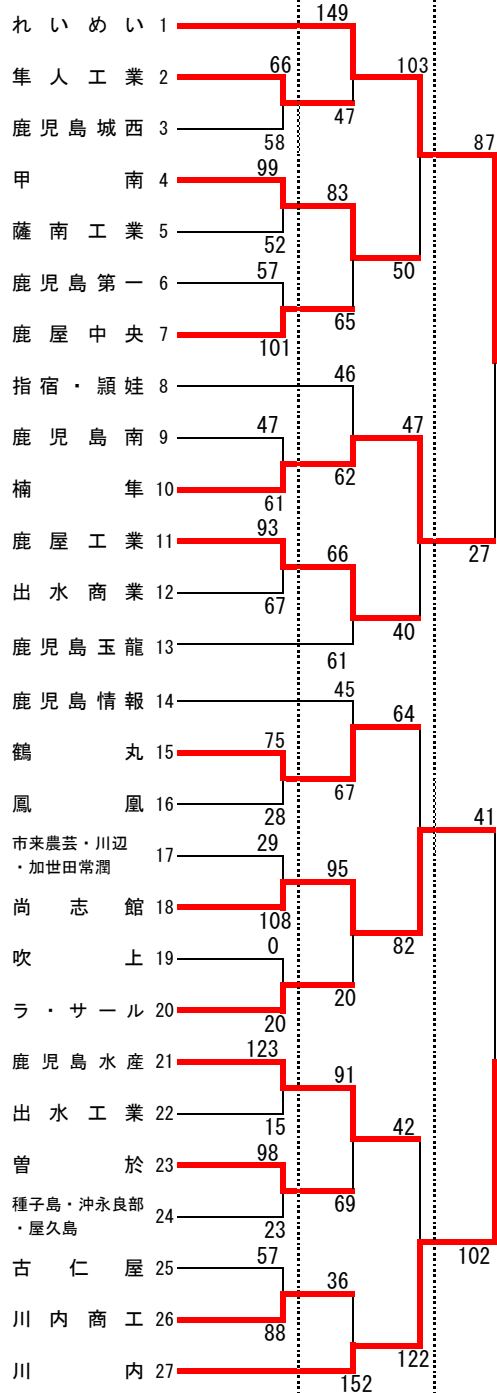 149
れいめい 1
66
103
隼人工業 2
47
鹿児島城西 3
58
87
99
甲南 4
83
薩南工業 5
52
50
57
鹿児島第一 6
65
鹿屋中央 7
101
46
指宿・頴娃 8
47
47
鹿児島南 9
62
楠隼 10
61
93
鹿屋工業 11
66
27
出水商業 12
67
40
鹿児島玉龍 13
61
45
鹿児島情報 14
64
75
鶴丸 15
67
鳳凰 16
28
41
29
市来農芸・川辺
・加世田常潤
17
95
尚志館 18
108
82
0
吹上 19
20
ラ・サール 20
20
123
鹿児島水産 21
91
出水工業 22
15
42
98
曽於 23
69
種子島・沖永良部
・屋久島
24
23
102
57
古仁屋 25
36
川内商工 26
88
122
川内 27
152